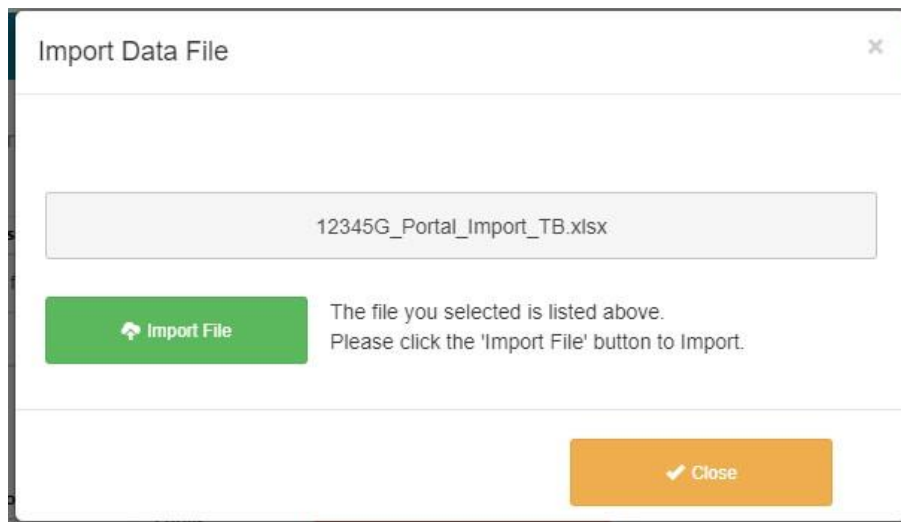 Import Data File
×
12345G_Portal_Import_TB.xlsx
Import File
The file you selected is listed above.
Please click the 'Import File' button to Import.
Close